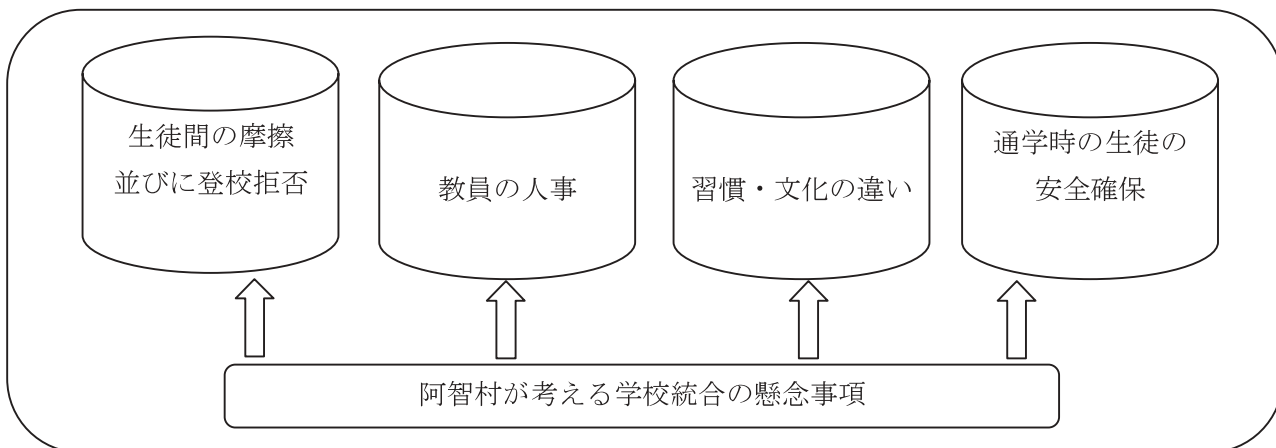 生徒間の摩擦
並びに登校拒否
教員の人事
習慣・文化の違い
通学時の生徒の
安全確保
阿智村が考える学校統合の懸念事項